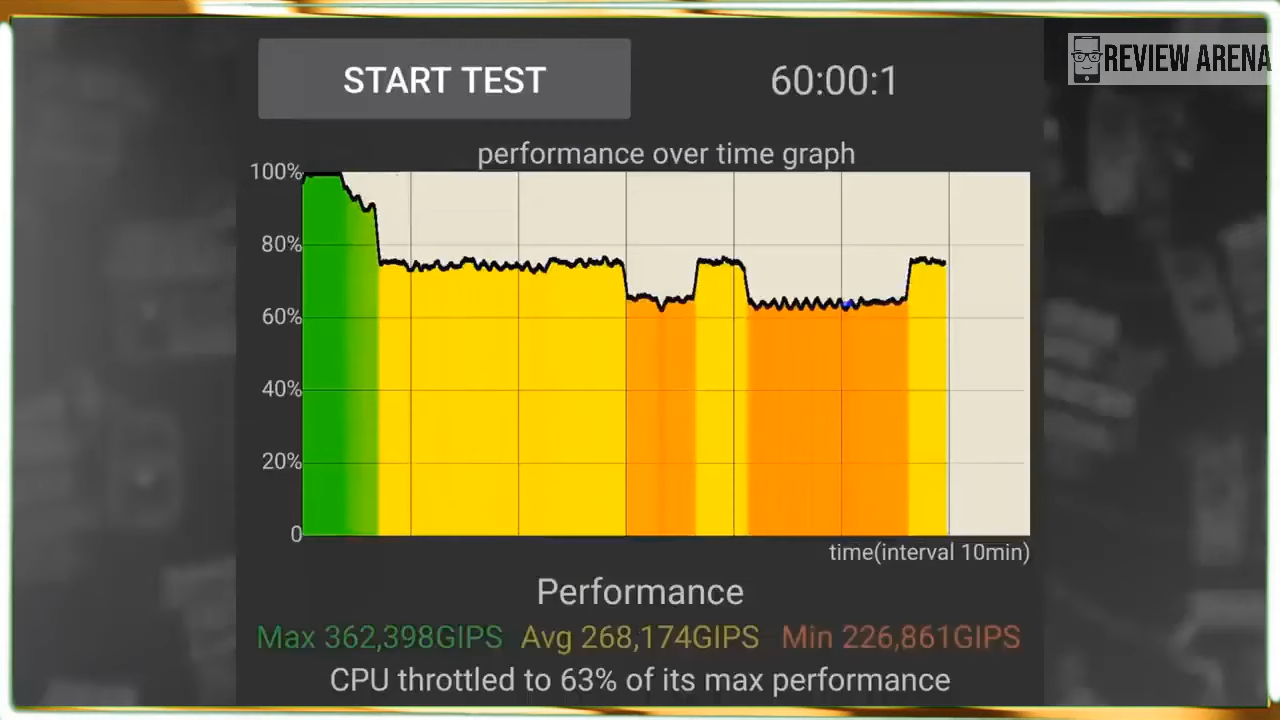 REVIEW ARENA
START TEST 60:00:1
performance over time graph
100%
80%
60%
40%
20%
0
time(interval 10min)
Performance
Max 362,398GIPS Avg 268,174GIPS Min 226,861GIPS
CPU throttled to 63% of its max performance